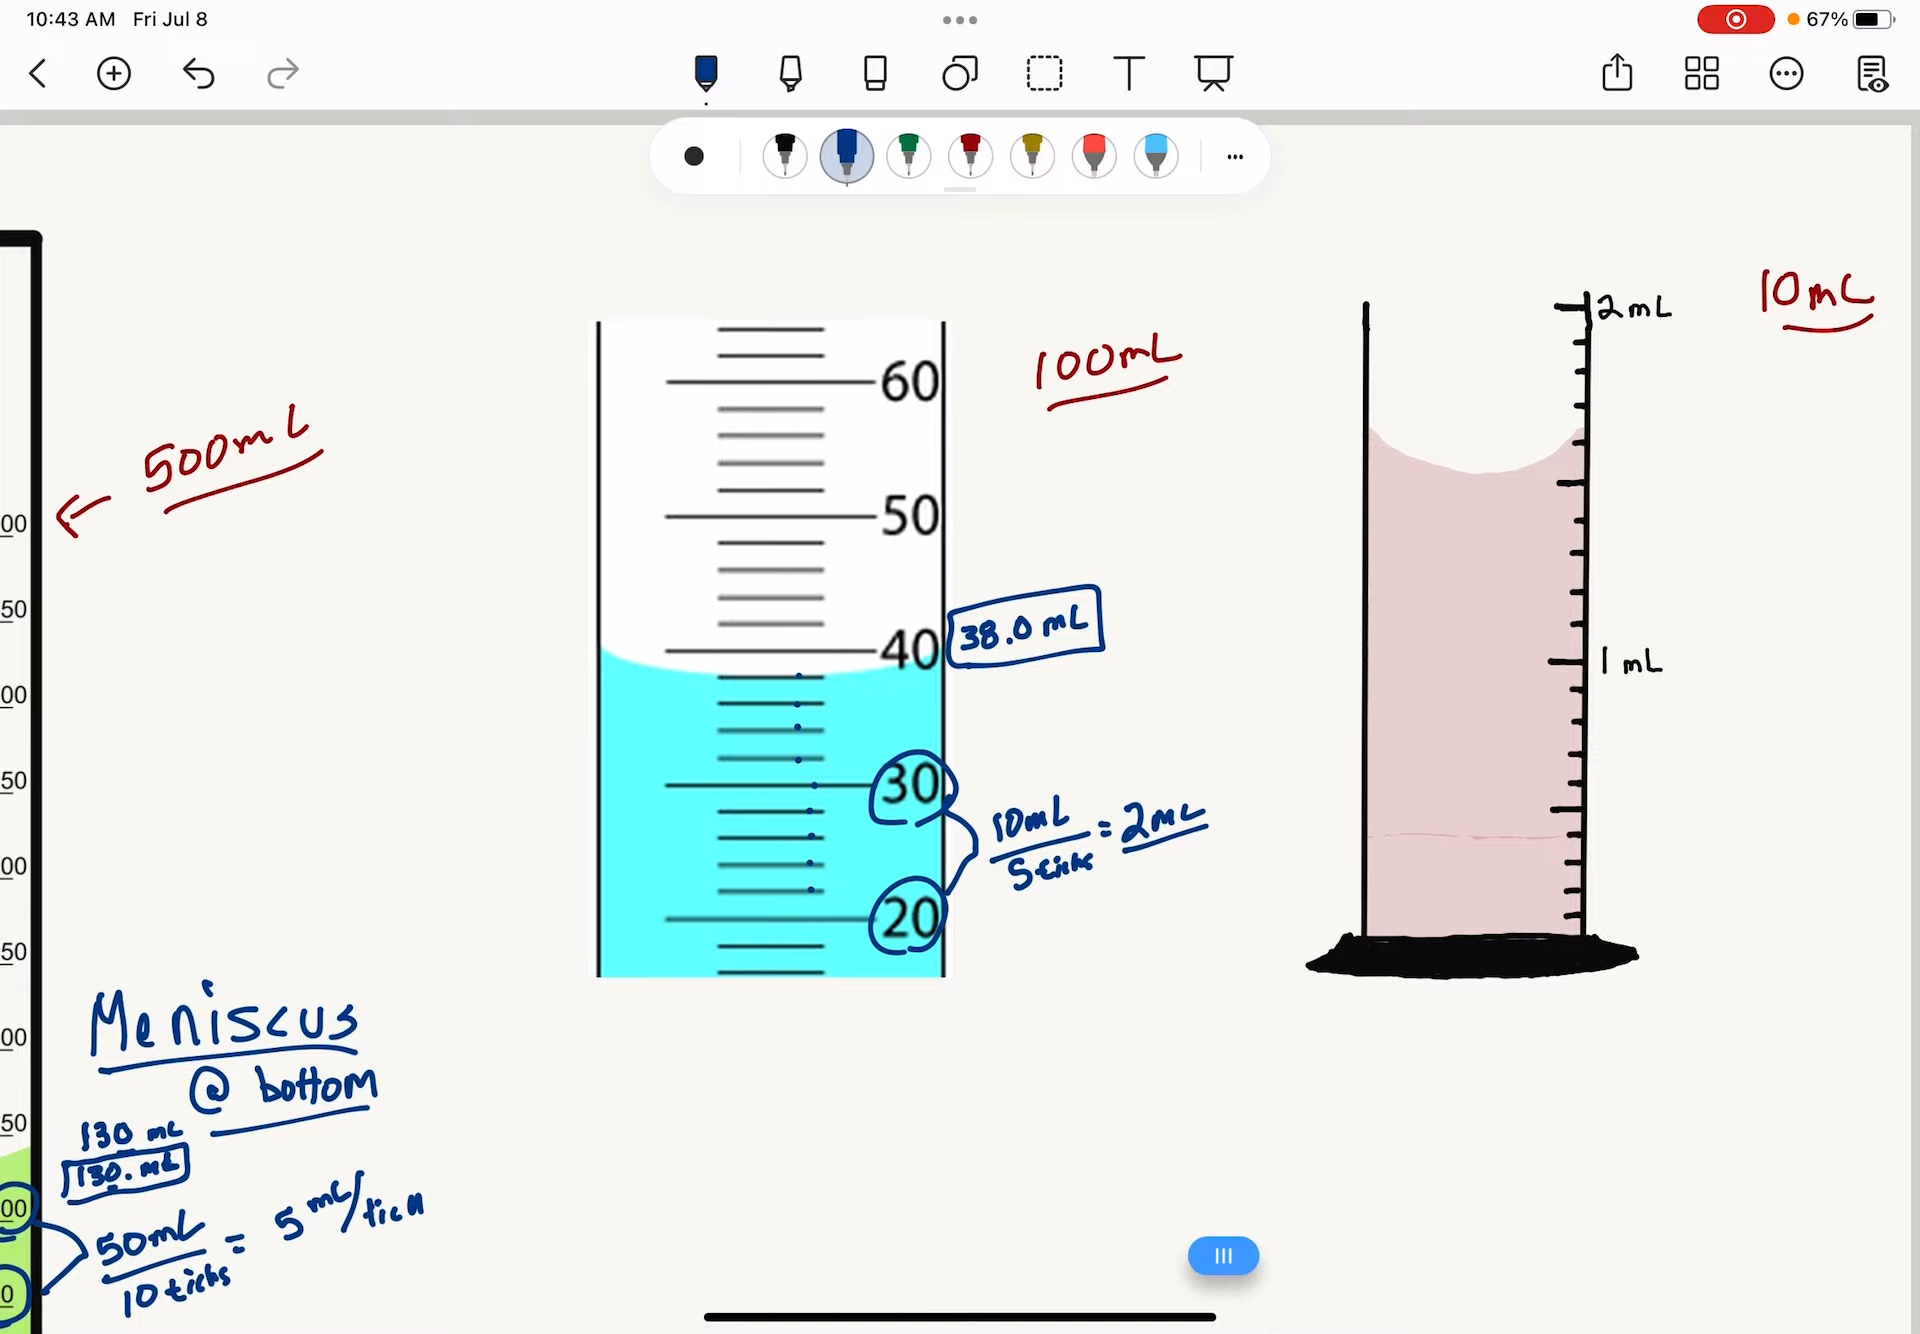 10:43 AM Fri Jul 8
67%
500mL
00
50
00
50
00
50
00
50
00
0
60
50
40
30
20
100mL
38.0 mL
10mL
5 ticks
= 2mL
10mL
2mL
1 mL
Meniscus
@ bottom
130 mL
130. mL
50mL
10 ticks
= 5 mL/tick